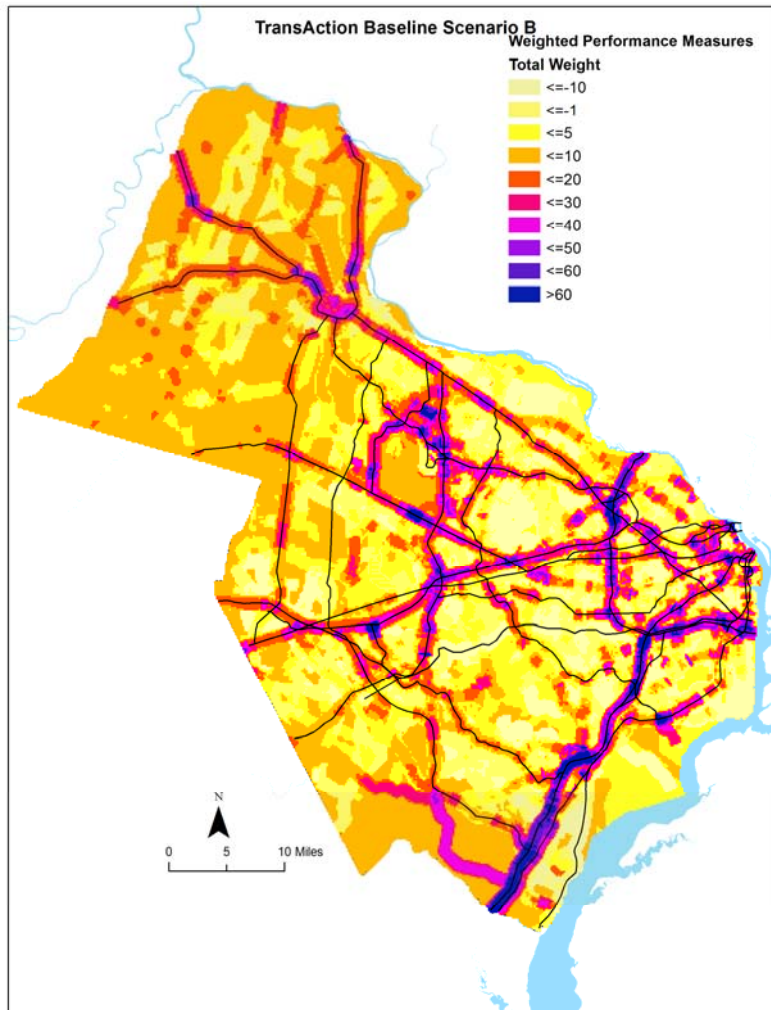 TransAction Baseline Scenario B
Weighted Performance Measures
Total Weight
<=-10
<=-1
<=5
<=10
<=20
<=30
<=40
<=50
<=60
>60
N
0 5 10 Miles